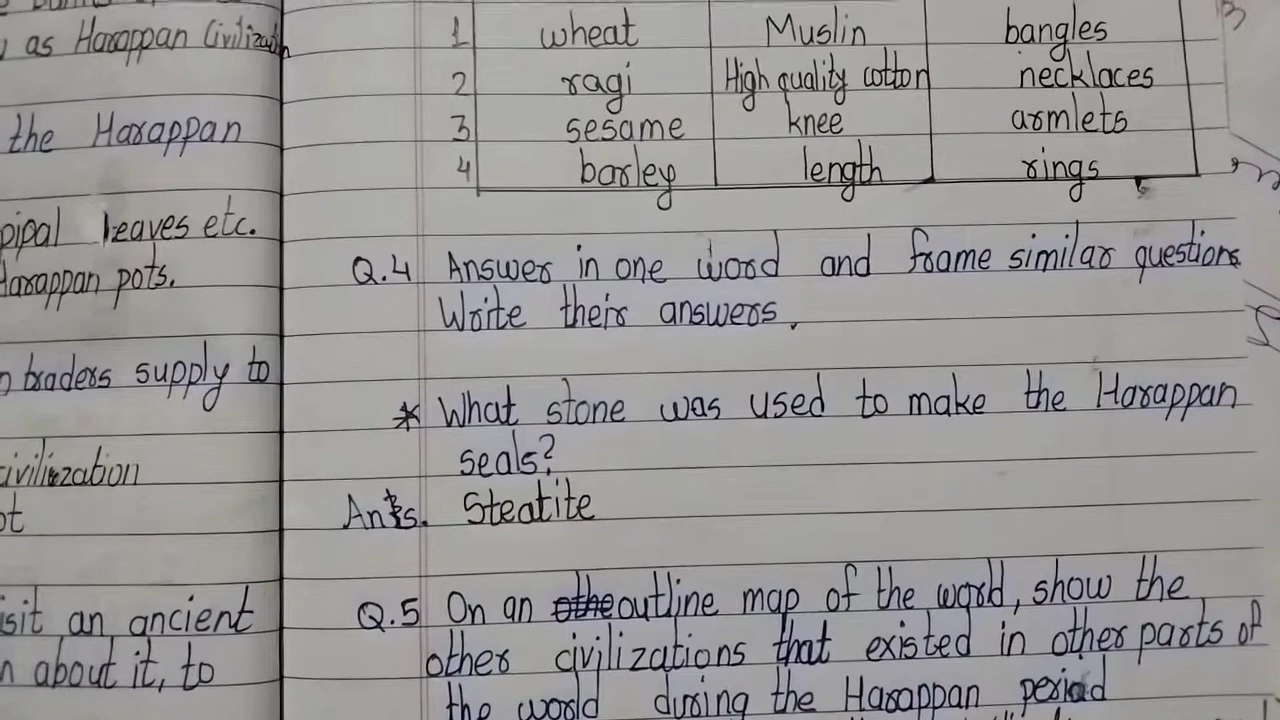 as Harappan Civilization
the Harappan
pipal leaves etc.
Harappan pots.
traders supply to
civilization
an ancient
about it, to
1 wheat Muslin bangles
2 ragi High quality cotton necklaces
3 sesame knee armlets
4 barley length rings
Q.4 Answer in one word and frame similar questions
Write their answers.
* What stone was used to make the Harappan
seals?
Ans. Steatite
Q.5 On an outline map of the world, show the
other civilizations that existed in other parts of
the world during the Harappan period